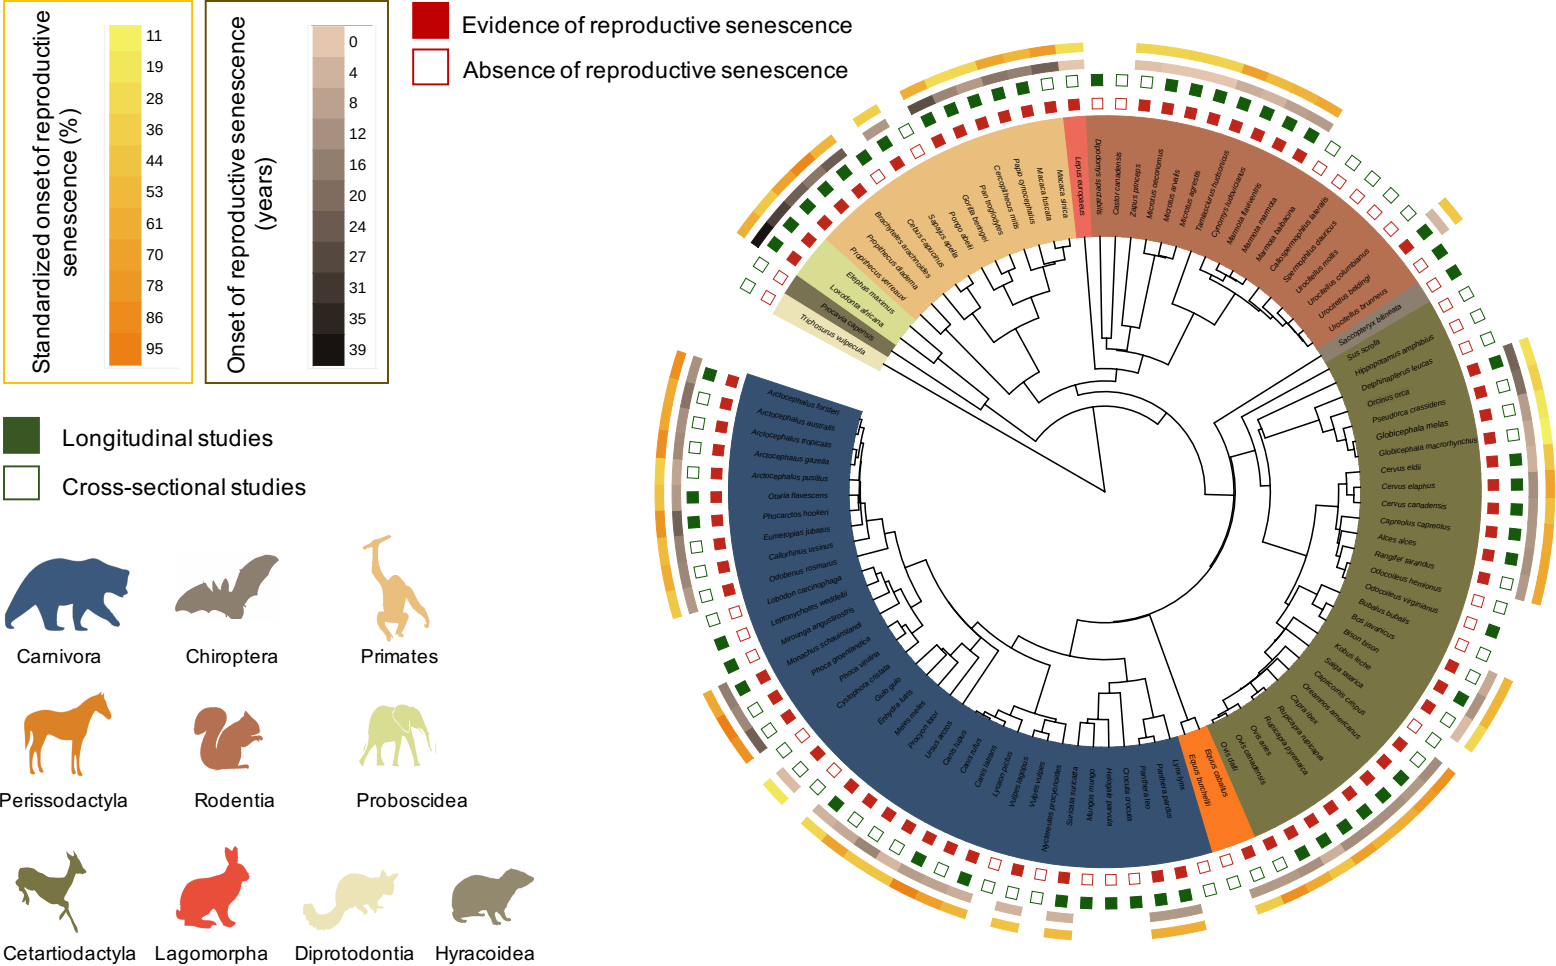 Standardized onset of reproductive
senescence (%)
11
19
28
36
44
53
61
70
78
86
95
Onset of reproductive senescence
(years)
0
4
8
12
16
20
24
27
31
35
39
Evidence of reproductive senescence
Absence of reproductive senescence
Longitudinal studies
Cross-sectional studies
Carnivora
Chiroptera
Primates
Perissodactyla
Rodentia
Proboscidea
Cetartiodactyla
Lagomorpha
Diprotodontia
Hyracoidea
Trichosurus vulpecula
Procavia capensis
Loxodonta africana
Elephas maximus
Propithecus verreauxi
Propithecus diadema
Brachyteles arachnoides
Cebus capucinus
Sapajus apella
Pongo abelii
Gorilla beringei
Pan troglodytes
Cercopithecus mitis
Papio cynocephalus
Macaca fuscata
Macaca sinica
Lepus europaeus
Dipodomys spectabilis
Castor canadensis
Zapus princeps
Microtus oeconomus
Microtus arvalis
Microtus agrestis
Tamiasciurus hudsonicus
Cynomys ludovicianus
Marmota flaviventris
Marmota marmota
Marmota baibacina
Callospermophilus lateralis
Spermophilus dauricus
Urocitellus mollis
Urocitellus columbianus
Urocitellus beldingi
Urocitellus brunneus
Saccopteryx bilineata
Sus scrofa
Hippopotamus amphibius
Delphinapterus leucas
Orcinus orca
Pseudorca crassidens
Globicephala melas
Globicephala macrorhynchus
Cervus eldii
Cervus elaphus
Cervus canadensis
Capreolus capreolus
Alces alces
Rangifer tarandus
Odocoileus hemionus
Odocoileus virginianus
Bubalus bubalis
Bos javanicus
Bison bison
Kobus leche
Saiga tatarica
Capricornis crispus
Oreamnos americanus
Capra ibex
Rupicapra rupicapra
Rupicapra pyrenaica
Ovis aries
Ovis canadensis
Ovis dalli
Equus caballus
Equus burchellii
Lynx lynx
Panthera pardus
Panthera leo
Crocuta crocuta
Helogale parvula
Mungos mungo
Suricata suricatta
Nyctereutes procyonoides
Vulpes vulpes
Vulpes lagopus
Lycaon pictus
Canis latrans
Canis rufus
Canis lupus
Ursus arctos
Procyon lotor
Meles meles
Enhydra lutris
Gulo gulo
Cystophora cristata
Phoca vitulina
Phoca groenlandica
Monachus schauinslandi
Mirounga angustirostris
Leptonychotes weddellii
Lobodon carcinophaga
Odobenus rosmarus
Callorhinus ursinus
Eumetopias jubatus
Phocarctos hookeri
Otaria flavescens
Arctocephalus pusillus
Arctocephalus gazella
Arctocephalus tropicalis
Arctocephalus australis
Arctocephalus forsteri